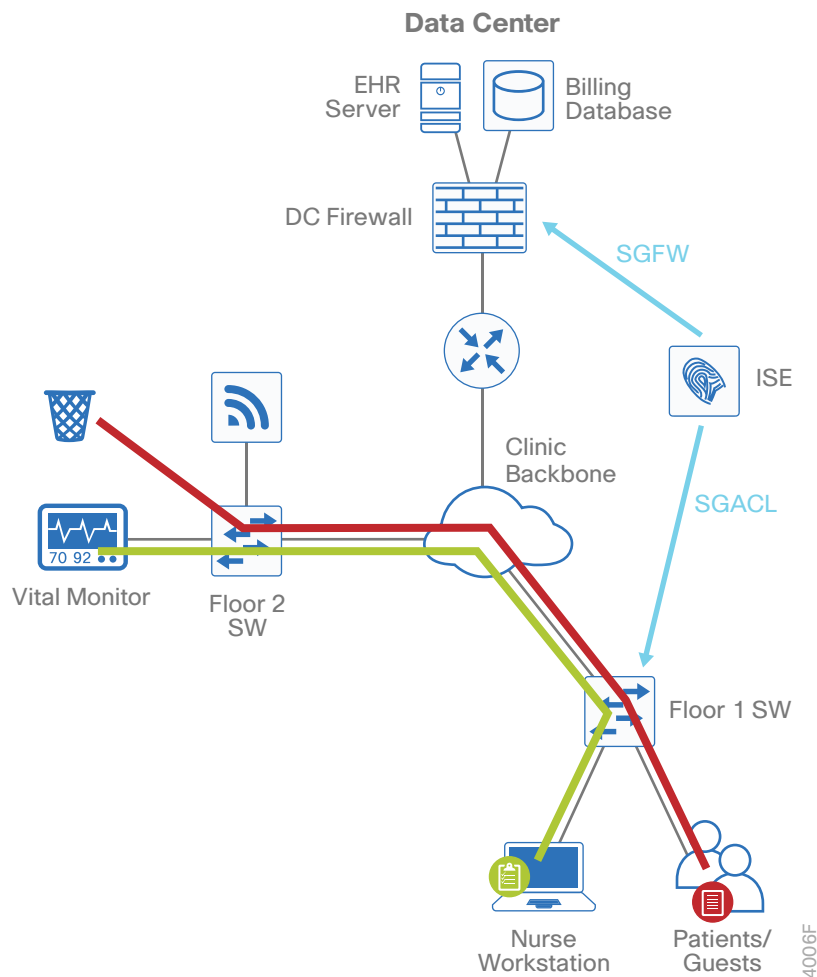 Data Center
EHR
Server
Billing
Database
DC Firewall
SGFW
ISE
Clinic
Backbone
SGACL
70 92
Vital Monitor
Floor 2
SW
Floor 1 SW
Nurse
Workstation
Patients/
Guests
4006F